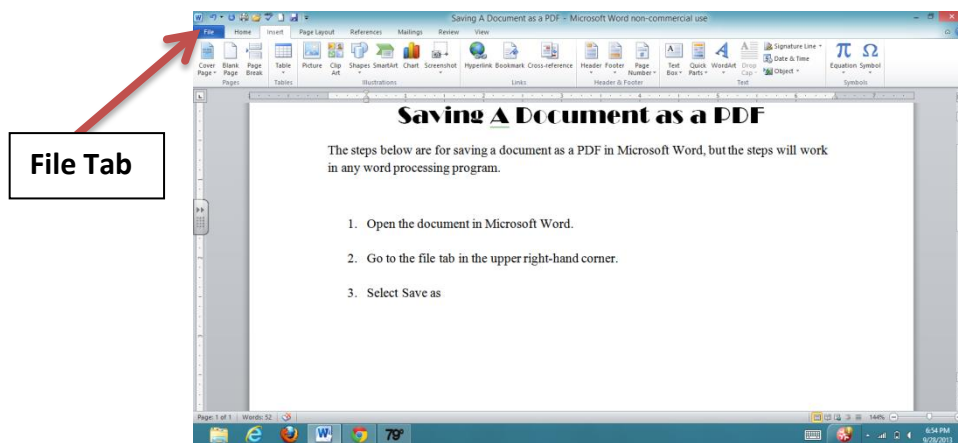 Saving A Document as a PDF - Microsoft Word non-commercial use
File Home Insert Page Layout References Mailings Review View
Cover Page Blank Page Page Break Table Picture Clip Art Shapes SmartArt Chart Screenshot Hyperlink Bookmark Cross-reference Header Footer Page Number Text Box Quick Parts WordArt Drop Cap Signature Line Date & Time Object Equation Symbol
Pages Tables Illustrations Links Header & Footer Text Symbols
File Tab
Saving A Document as a PDF
The steps below are for saving a document as a PDF in Microsoft Word, but the steps will work
in any word processing program.
1. Open the document in Microsoft Word.
2. Go to the file tab in the upper right-hand corner.
3. Select Save as
Page: 1 of 1 Words: 52 144%
79°
6:54 PM
9/28/2013